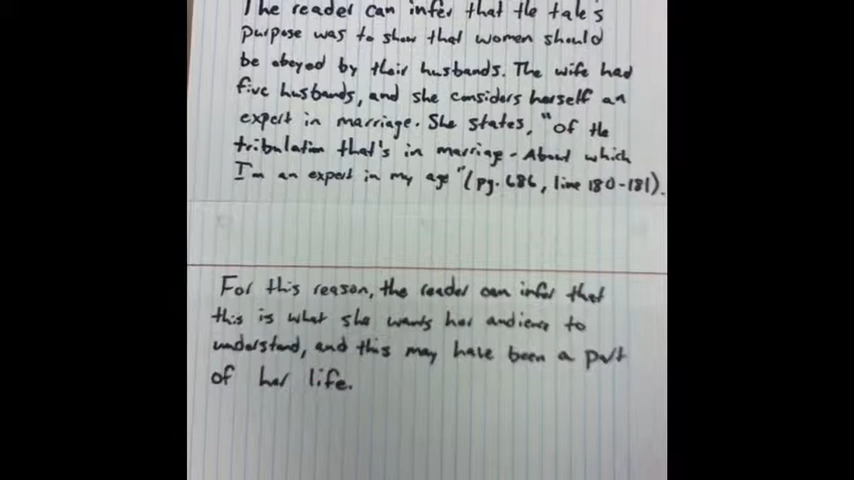 The reader can infer that the tale's
purpose was to show that women should
be obeyed by their husbands. The wife had
five husbands, and she considers herself an
expert in marriage. She states, "of the
tribulation that's in marriage - About which
I'm an expert in my age "(pg. 686, line 180-181).
For this reason, the reader can infer that
this is what she wants her audience to
understand, and this may have been a part
of her life.